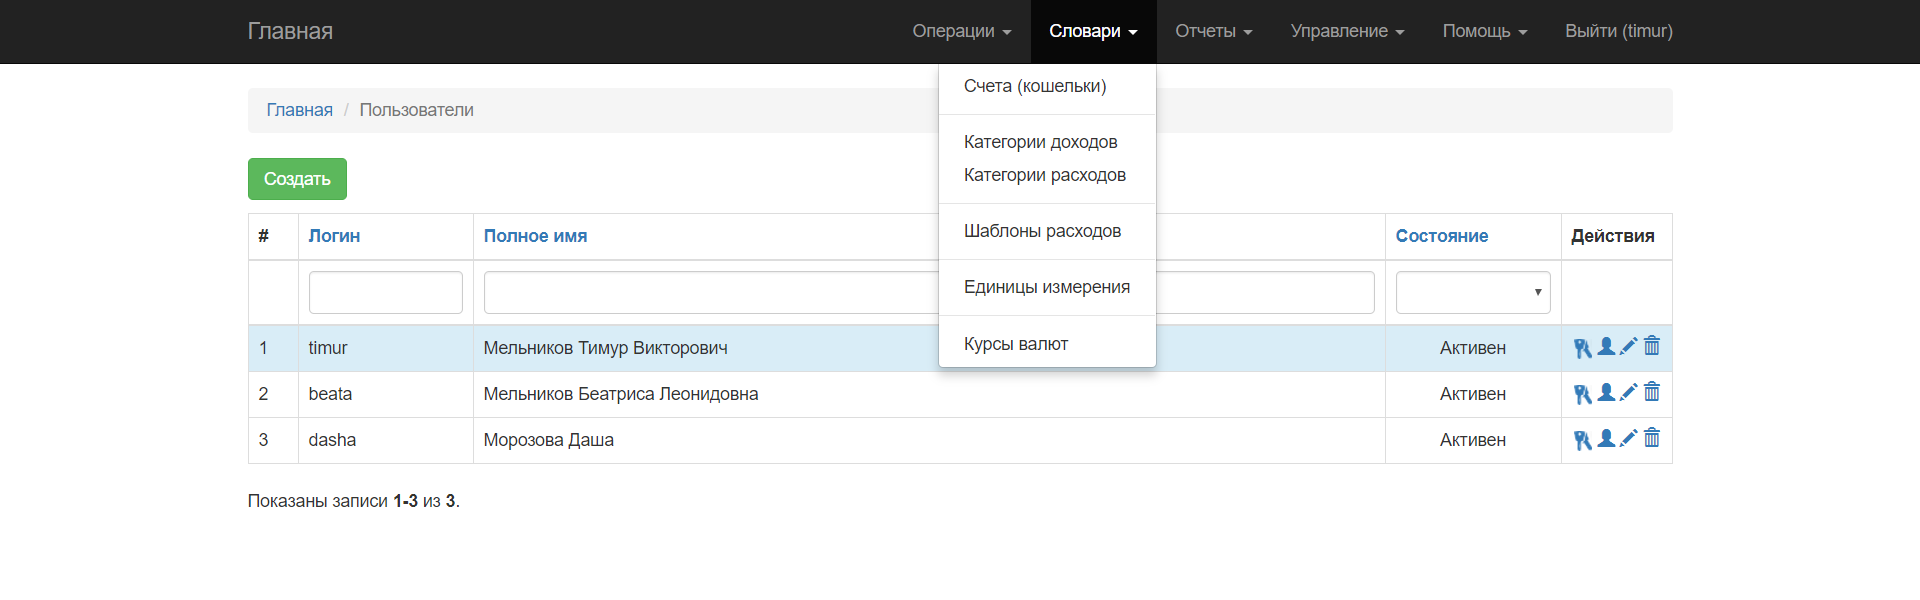 Главная Операции Словари Отчеты Управление Помощь Выйти (timur)
Счета (кошельки)
Категории доходов
Категории расходов
Шаблоны расходов
Единицы измерения
Курсы валют
Главная / Пользователи
Создать
# Логин Полное имя Состояние Действия
1 timur Мельников Тимур Викторович Активен
2 beata Мельников Беатриса Леонидовна Активен
3 dasha Морозова Даша Активен
Показаны записи 1-3 из 3.